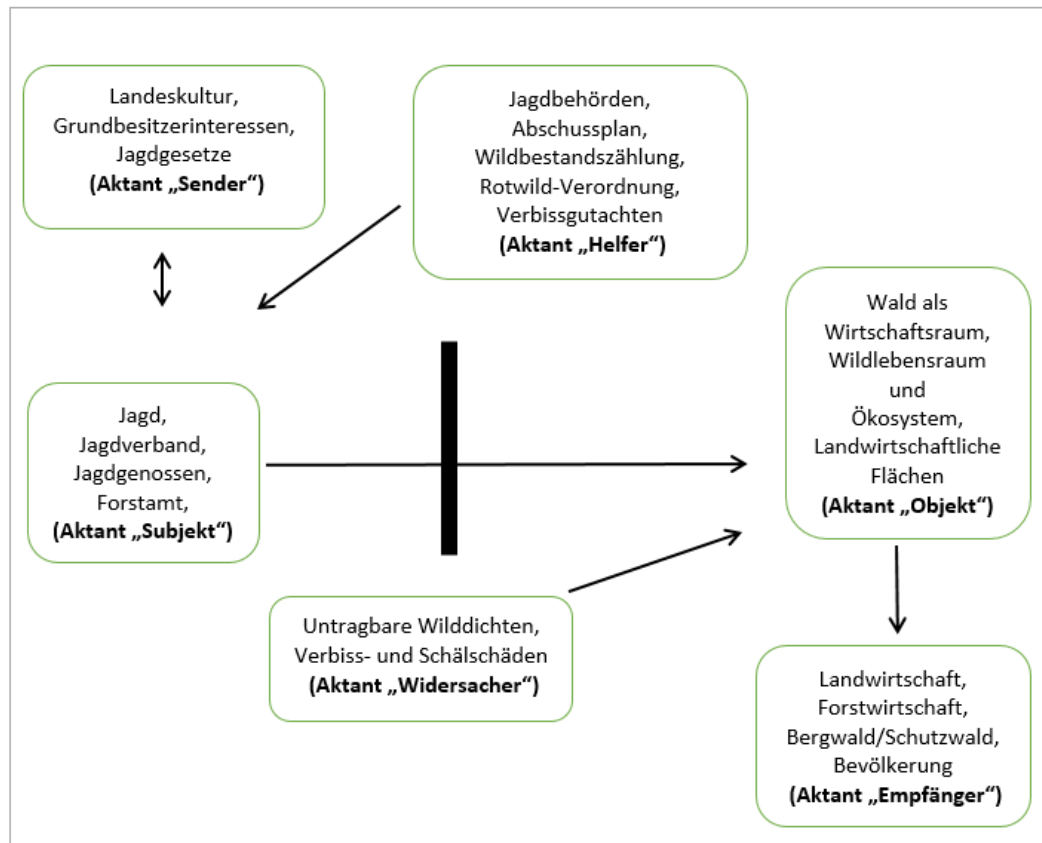 Landeskultur,
Grundbesitzerinteressen,
Jagdgesetze
(Aktant „Sender“)
Jagdbehörden,
Abschussplan,
Wildbestandszählung,
Rotwild-Verordnung,
Verbissgutachten
(Aktant „Helfer“)
Wald als
Wirtschaftsraum,
Wildlebensraum
und
Ökosystem,
Landwirtschaftliche
Flächen
(Aktant „Objekt“)
Jagd,
Jagdverband,
Jagdgenossen,
Forstamt,
(Aktant „Subjekt“)
Untragbare Wilddichten,
Verbiss- und Schälschäden
(Aktant „Widersacher“)
Landwirtschaft,
Forstwirtschaft,
Bergwald/Schutzwald,
Bevölkerung
(Aktant „Empfänger“)